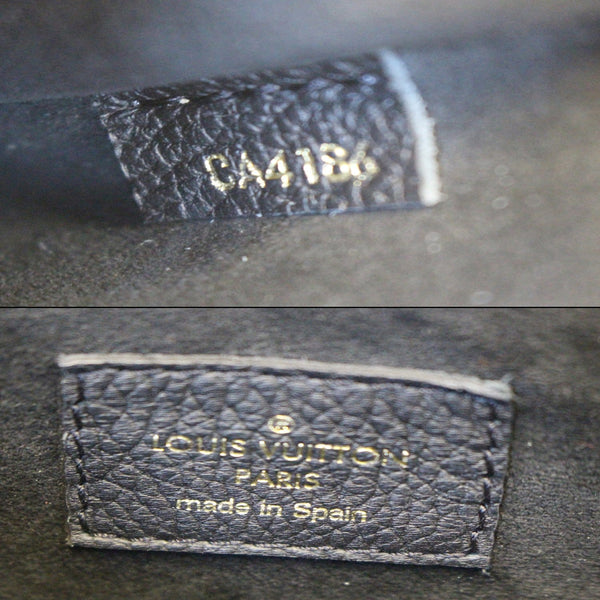 CA4186
®
LOUIS VUITTON
PARIS
made in Spain